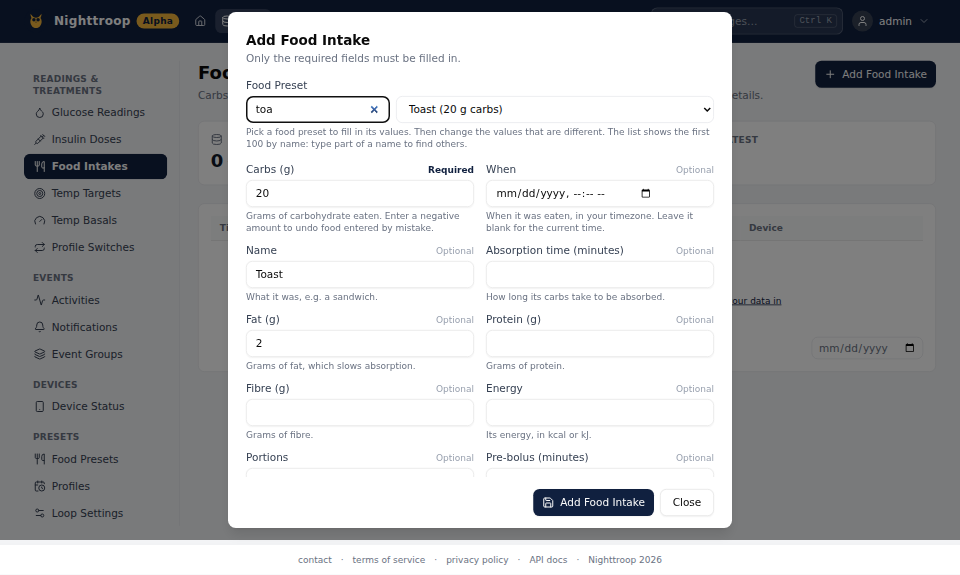 Nighttroop Alpha
ges...
Ctrl K
admin
READINGS &
TREATMENTS
Glucose Readings
Insulin Doses
Food Intakes
Temp Targets
Temp Basals
Profile Switches
EVENTS
Activities
Notifications
Event Groups
DEVICES
Device Status
PRESETS
Food Presets
Profiles
Loop Settings
Foo
Carbs
etails.
Add Food Intake
0
TEST
Device
our data in
mm/dd/yyyy
Add Food Intake
Only the required fields must be filled in.
Food Preset
toa
Toast (20 g carbs)
Pick a food preset to fill in its values. Then change the values that are different. The list shows the first
100 by name: type part of a name to find others.
Carbs (g) Required
20
Grams of carbohydrate eaten. Enter a negative
amount to undo food entered by mistake.
When Optional
mm/dd/yyyy, --:-- --
When it was eaten, in your timezone. Leave it
blank for the current time.
Name Optional
Toast
What it was, e.g. a sandwich.
Absorption time (minutes) Optional
How long its carbs take to be absorbed.
Fat (g) Optional
2
Grams of fat, which slows absorption.
Protein (g) Optional
Grams of protein.
Fibre (g) Optional
Grams of fibre.
Energy Optional
Its energy, in kcal or kJ.
Portions Optional
Pre-bolus (minutes) Optional
Add Food Intake
Close
contact · terms of service · privacy policy · API docs · Nighttroop 2026